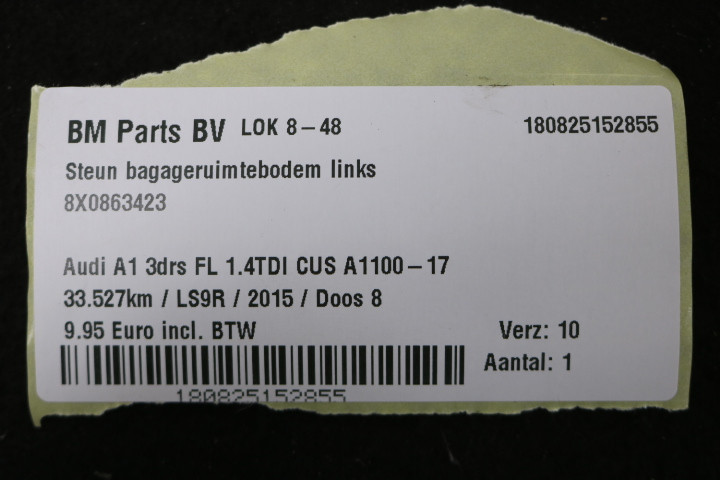 BM Parts BV LOK 8-48 180825152855
Steun bagageruimtebodem links
8X0863423
Audi A1 3drs FL 1.4TDI CUS A1100-17
33.527km / LS9R / 2015 / Doos 8
9.95 Euro incl. BTW Verz: 10
Aantal: 1
180825152855